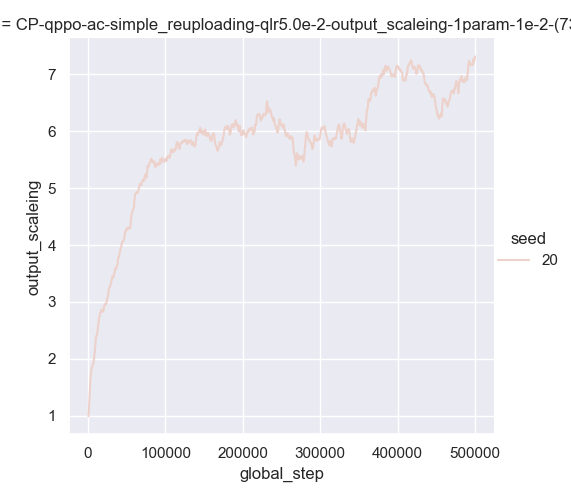 = CP-qppo-ac-simple_reuploading-qlr5.0e-2-output_scaleing-1param-1e-2-(73
7
6
5
4
3
2
1
output_scaleing
seed
20
0 100000 200000 300000 400000 500000
global_step